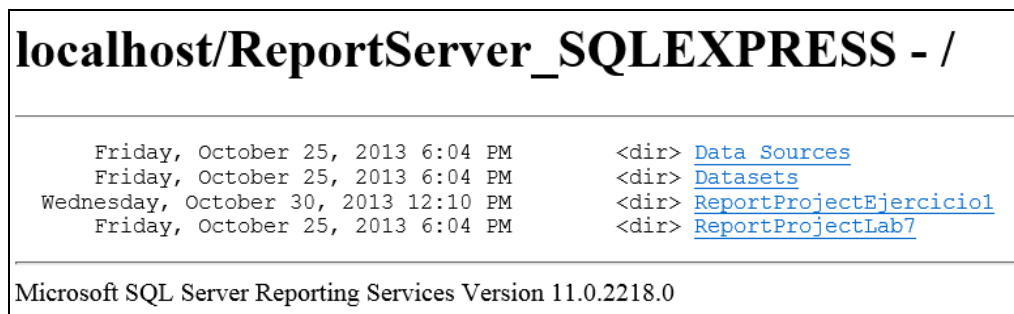 localhost/ReportServer_SQLEXPRESS - /
Friday, October 25, 2013 6:04 PM <dir> Data Sources
Friday, October 25, 2013 6:04 PM <dir> Datasets
Wednesday, October 30, 2013 12:10 PM <dir> ReportProjectEjercicio1
Friday, October 25, 2013 6:04 PM <dir> ReportProjectLab7
Microsoft SQL Server Reporting Services Version 11.0.2218.0